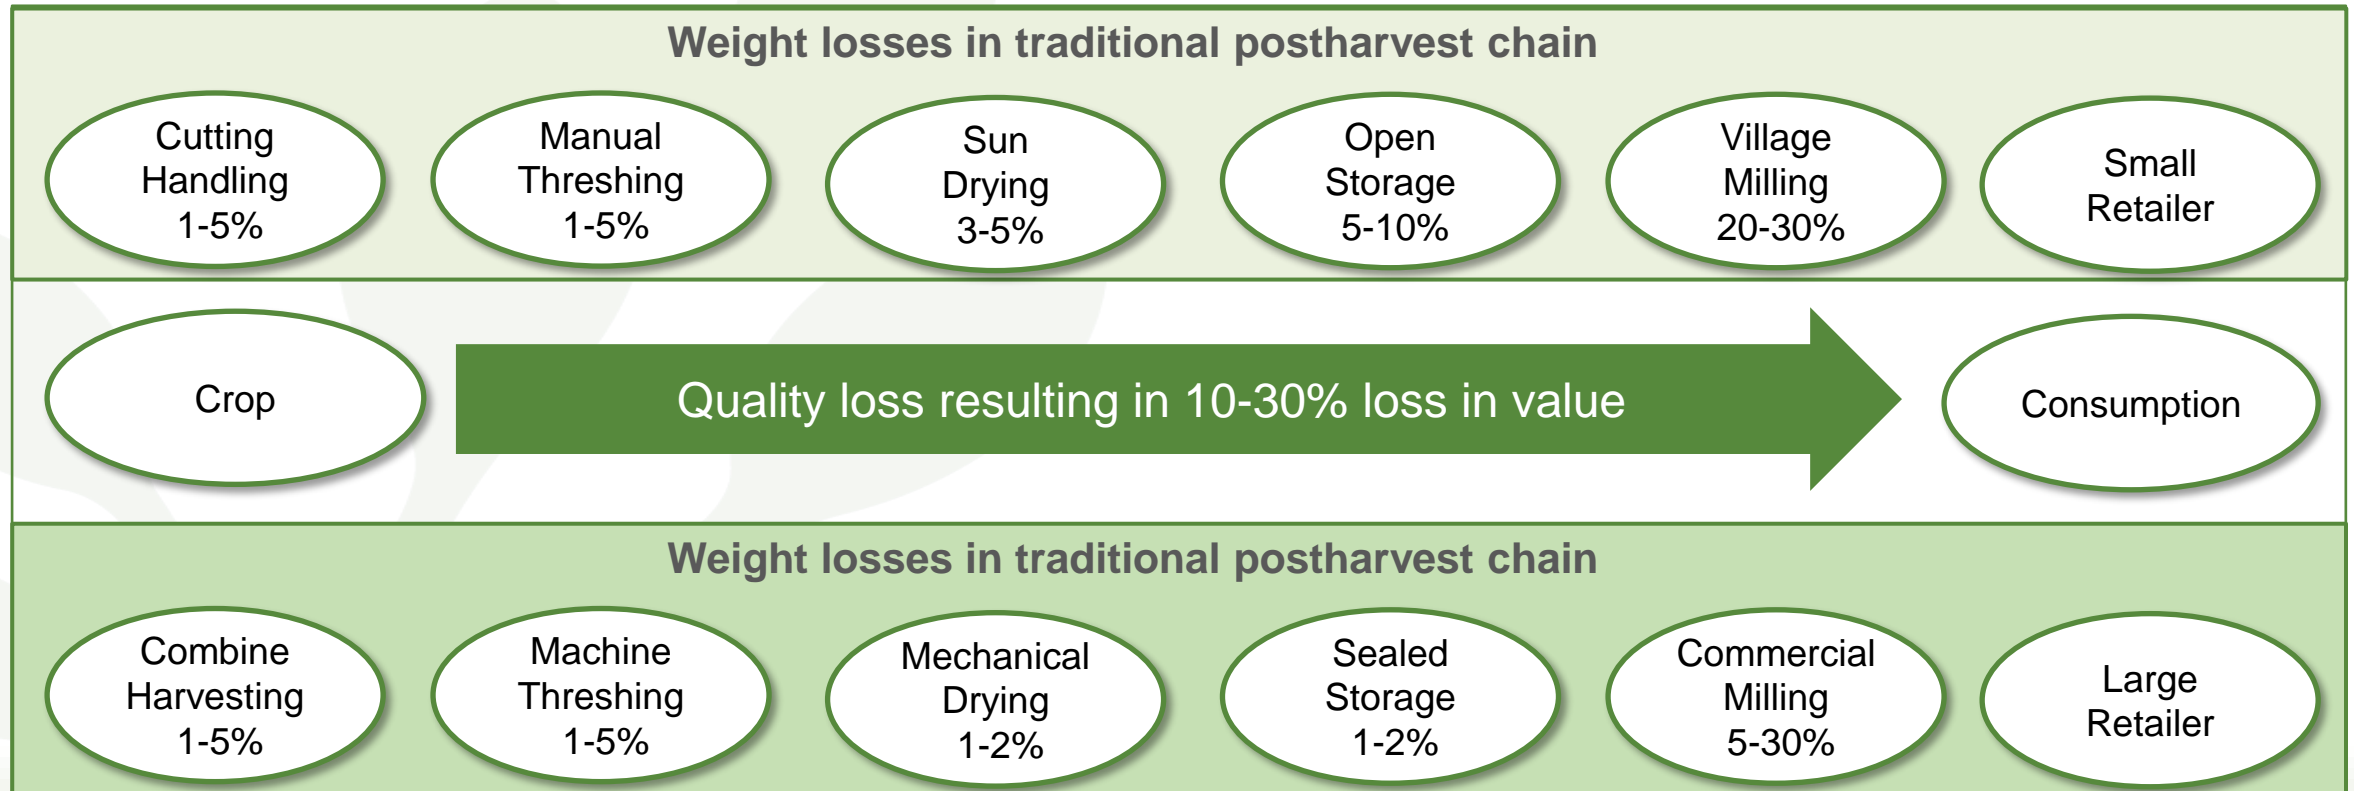 Weight losses in traditional postharvest chain
Cutting
Handling
1-5%
Manual
Threshing
1-5%
Sun
Drying
3-5%
Open
Storage
5-10%
Village
Milling
20-30%
Small
Retailer
Crop
Quality loss resulting in 10-30% loss in value
Consumption
Weight losses in traditional postharvest chain
Combine
Harvesting
1-5%
Machine
Threshing
1-5%
Mechanical
Drying
1-2%
Sealed
Storage
1-2%
Commercial
Milling
5-30%
Large
Retailer